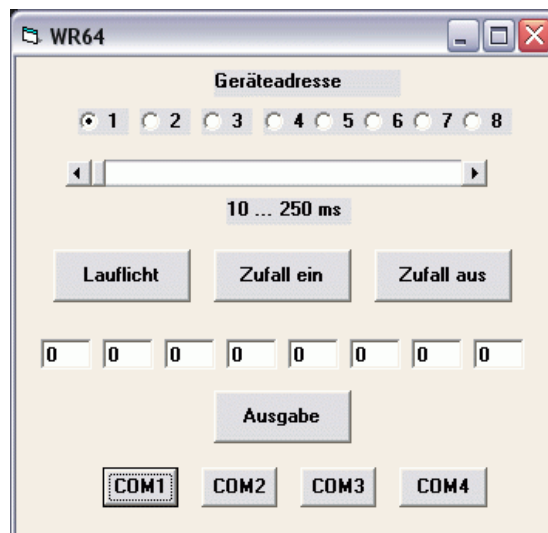 WR64
Geräteadresse
1 2 3 4 5 6 7 8
10 ... 250 ms
Lauflicht Zufall ein Zufall aus
0 0 0 0 0 0 0 0
Ausgabe
COM1 COM2 COM3 COM4